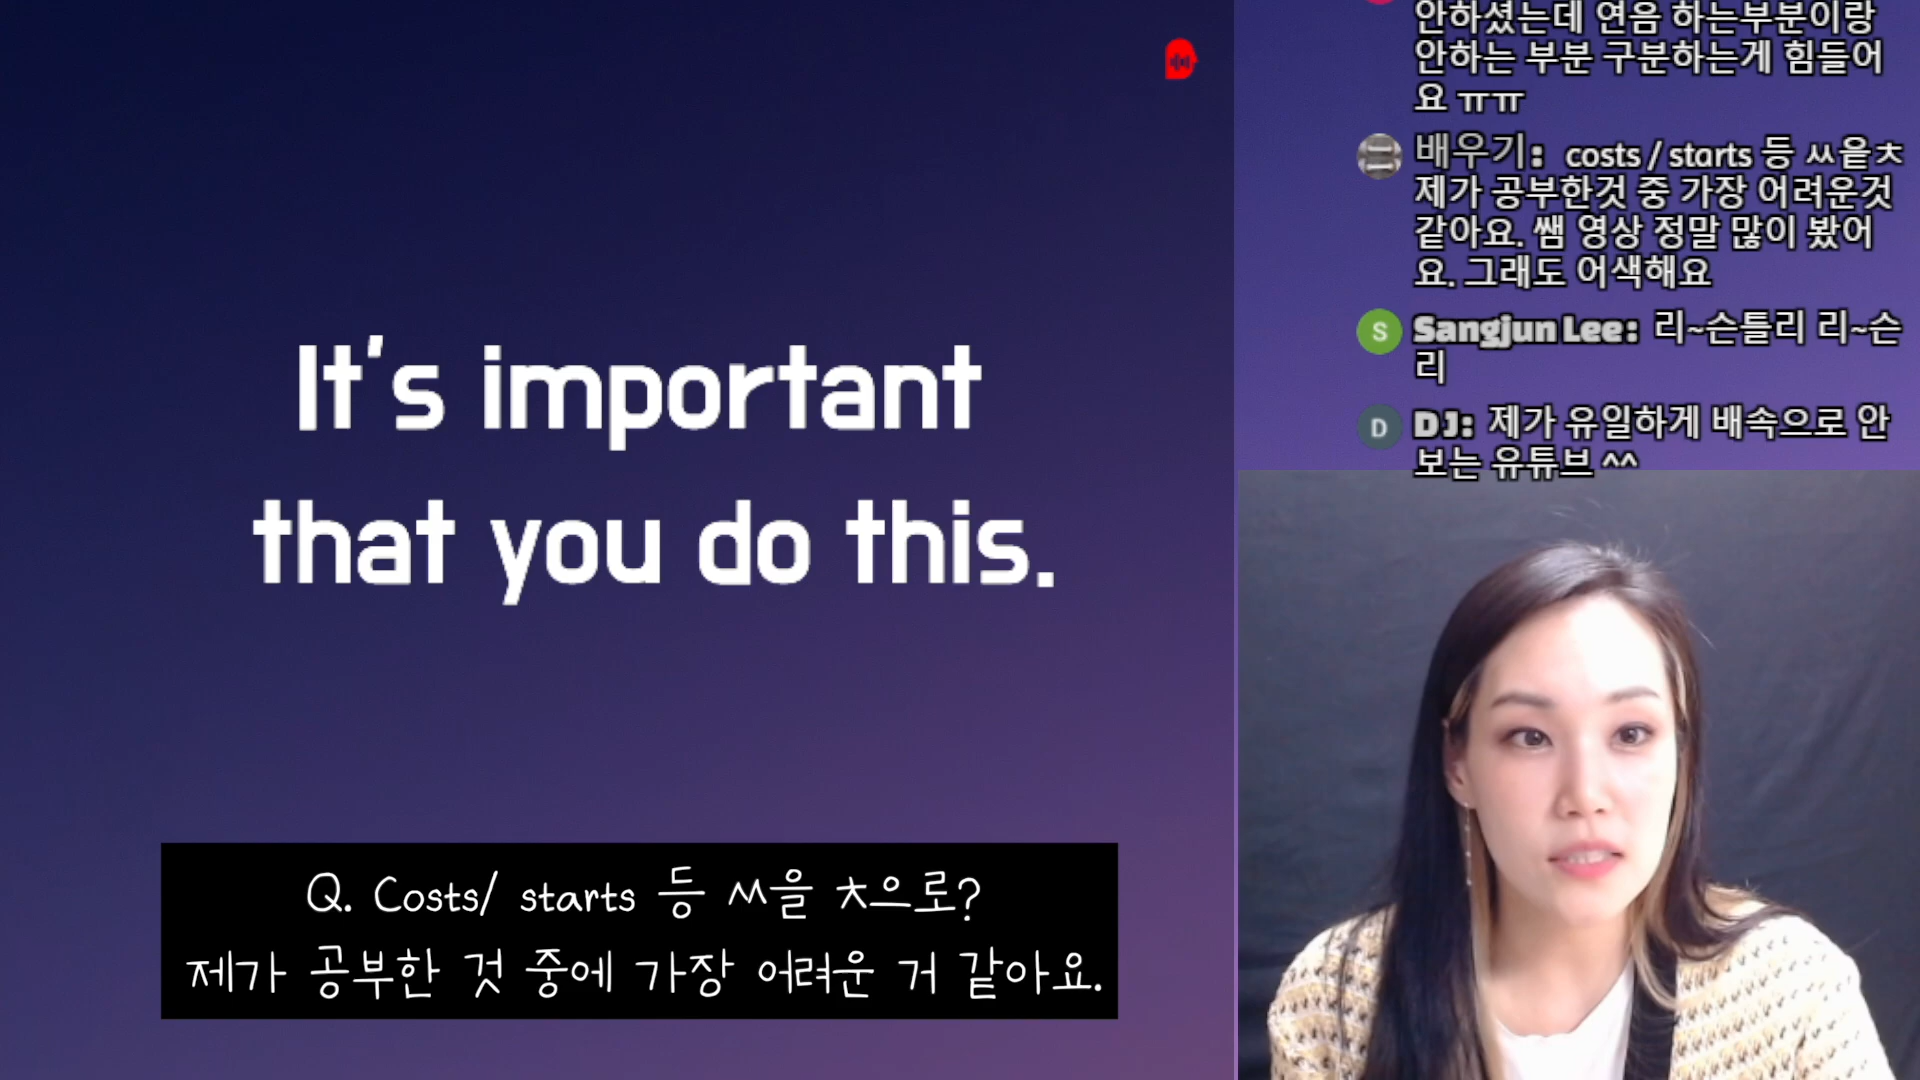 It's important
that you do this.
Q. Costs/ starts 등 ㅆ을 ㅊ으로?
제가 공부한 것 중에 가장 어려운 거 같아요.
안하셨는데 연음 하는부분이랑
안하는 부분 구분하는게 힘들어
요 ㅠㅠ
배우기: costs / starts 등 ㅆ읕ㅊ
제가 공부한것 중 가장 어려운것
같아요. 쌤 영상 정말 많이 봤어
요. 그래도 어색해요
S Sangjun Lee: 리~슨틀리 리~슨
리
D DJ: 제가 유일하게 배속으로 안
보는 유튜브 ^^